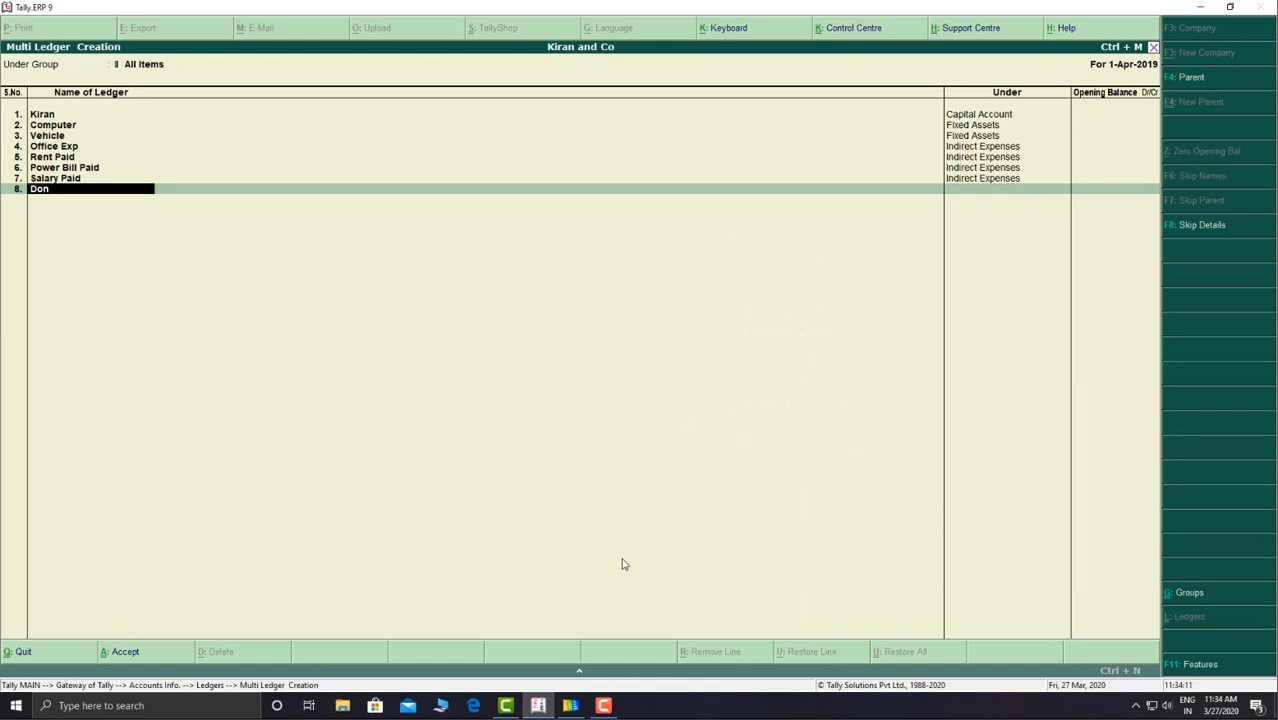 Tally.ERP 9
P: Print E: Export M: E-Mail O: Upload S: TallyShop G: Language K: Keyboard K: Control Centre H: Support Centre H: Help
F3: Company
Multi Ledger Creation Kiran and Co Ctrl + M
F3: New Company
Under Group : All Items For 1-Apr-2019
F4: Parent
S.No. Name of Ledger Under Opening Balance Dr/Cr
F4: New Parent
1. Kiran Capital Account
2. Computer Fixed Assets
3. Vehicle Fixed Assets
4. Office Exp Indirect Expenses
Z: Zero Opening Bal
5. Rent Paid Indirect Expenses
6. Power Bill Paid Indirect Expenses
F6: Skip Names
7. Salary Paid Indirect Expenses
8. Don
F7: Skip Parent
F8: Skip Details
G: Groups
L: Ledgers
Q: Quit A: Accept D: Delete R: Remove Line U: Restore Line U: Restore All
F11: Features
Ctrl + N
Tally MAIN --> Gateway of Tally --> Accounts Info. --> Ledgers --> Multi Ledger Creation © Tally Solutions Pvt Ltd., 1988-2020 Fri, 27 Mar, 2020 11:34:11
Type here to search
ENG
IN
11:34 AM
3/27/2020
3